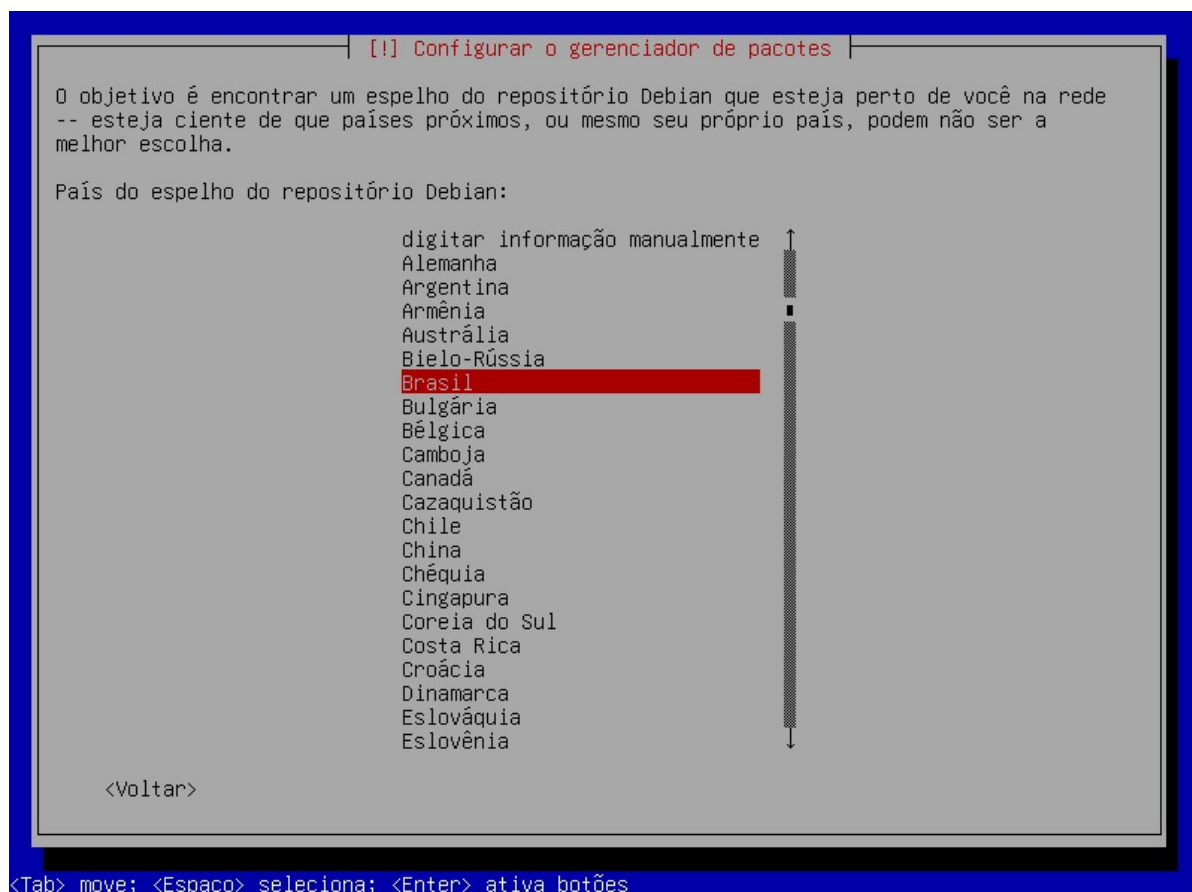 [!] Configurar o gerenciador de pacotes
O objetivo é encontrar um espelho do repositório Debian que esteja perto de você na rede
-- esteja ciente de que países próximos, ou mesmo seu próprio país, podem não ser a
melhor escolha.
País do espelho do repositório Debian:
digitar informação manualmente
Alemanha
Argentina
Armênia
Austrália
Bielo-Rússia
Brasil
Bulgária
Bélgica
Camboja
Canadá
Cazaquistão
Chile
China
Chéquia
Cingapura
Coreia do Sul
Costa Rica
Croácia
Dinamarca
Eslováquia
Eslovênia
<Voltar>
<Tab> move; <Espaco> seleciona; <Enter> ativa botões